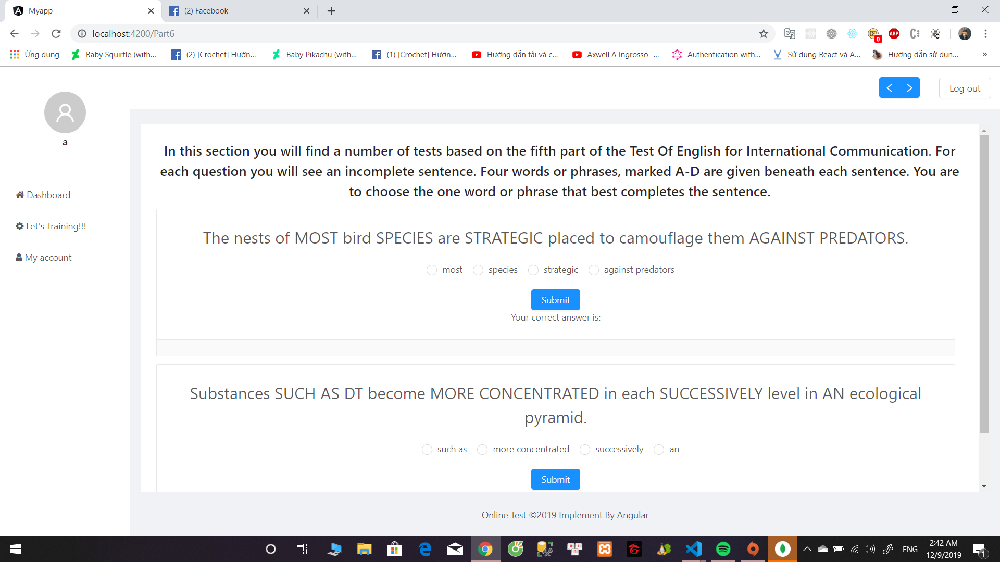 Myapp
(2) Facebook
localhost:4200/Part6
0
ABP
Ứng dụng
Baby Squirtle (with...
(2) [Crochet] Hướn...
Baby Pikachu (with...
(1) [Crochet] Hướn...
Hướng dẫn tải và c...
Axwell Λ Ingrosso -...
Authentication with...
Sử dụng React và A...
Hướng dẫn sử dụn...
»
Log out
a
Dashboard
Let's Training!!!
My account
In this section you will find a number of tests based on the fifth part of the Test Of English for International Communication. For
each question you will see an incomplete sentence. Four words or phrases, marked A-D are given beneath each sentence. You are
to choose the one word or phrase that best completes the sentence.
The nests of MOST bird SPECIES are STRATEGIC placed to camouflage them AGAINST PREDATORS.
most species strategic against predators
Submit
Your correct answer is:
Substances SUCH AS DT become MORE CONCENTRATED in each SUCCESSIVELY level in AN ecological
pyramid.
such as more concentrated successively an
Submit
Online Test ©2019 Implement By Angular
ENG
2:42 AM
12/9/2019
1